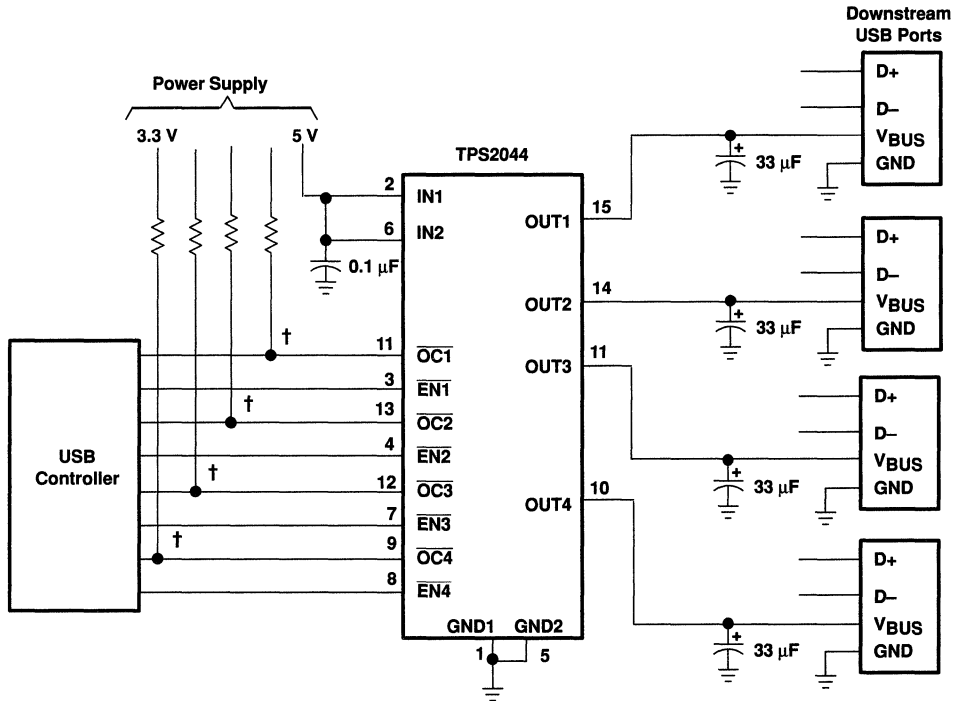 Downstream
USB Ports
Power Supply
3.3 V
5 V
TPS2044
2
IN1
6
IN2
0.1 μF
USB
Controller
†
11
OC1
3
EN1
†
13
OC2
4
EN2
†
12
OC3
7
EN3
†
9
OC4
8
EN4
GND1
GND2
1
5
OUT1
15
OUT2
14
OUT3
11
OUT4
10
+
33 μF
D+
D–
VBUS
GND
+
33 μF
D+
D–
VBUS
GND
+
33 μF
D+
D–
VBUS
GND
+
33 μF
D+
D–
VBUS
GND